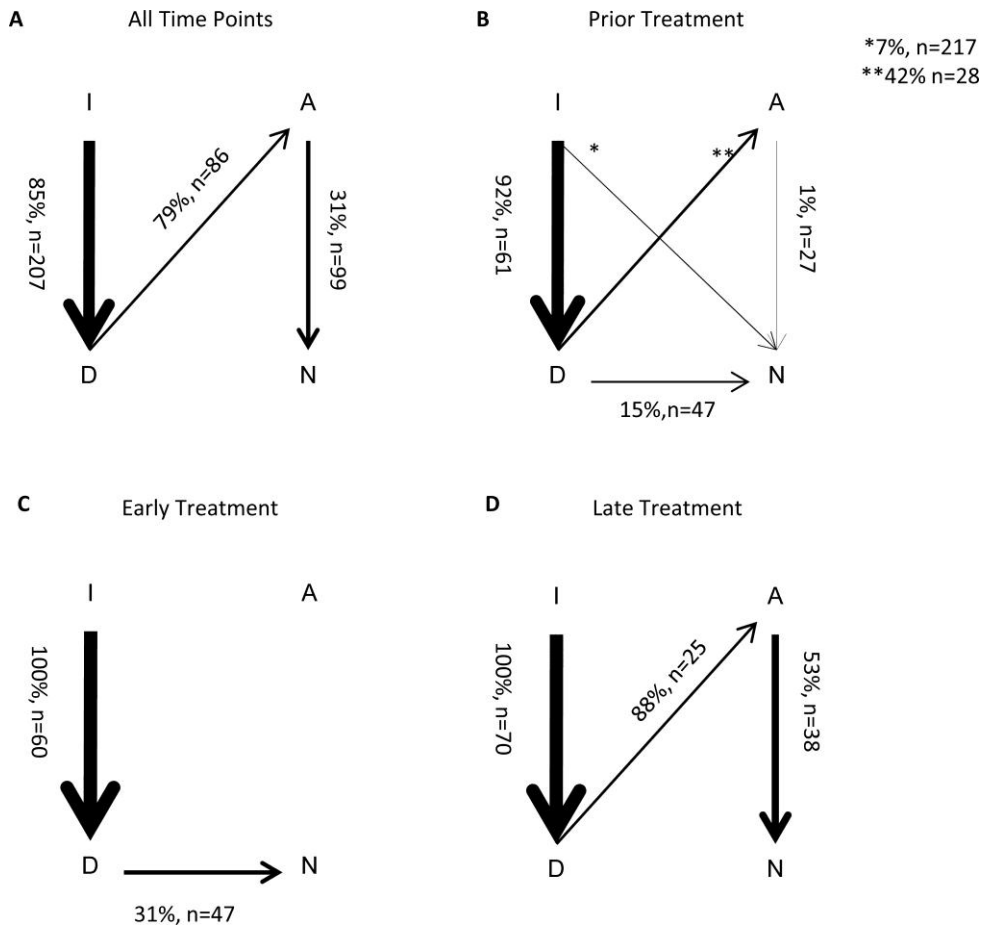 A All Time Points
I A
85%, n=207
79%, n=86
31%, n=99
D N
B Prior Treatment
*7%, n=217
**42% n=28
I A
*
**
92%, n=61
1%, n=27
D N
15%,n=47
C Early Treatment
I A
100%, n=60
D N
31%, n=47
D Late Treatment
I A
100%, n=70
88%, n=25
53%, n=38
D N